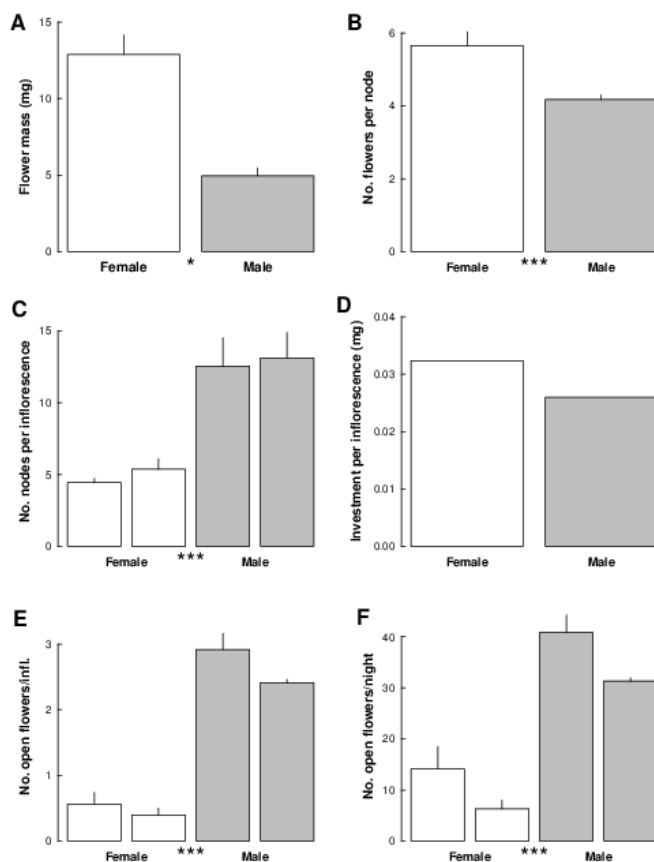 A
Flower mass (mg)
15
10
5
0
Female * Male
B
No. flowers per node
6
4
2
0
Female *** Male
C
No. nodes per inflorescence
15
10
5
0
Female *** Male
D
Investment per inflorescence (mg)
0.04
0.03
0.02
0.01
0.00
Female Male
E
No. open flowers/infl.
3
2
1
0
Female *** Male
F
No. open flowers/night
40
30
20
10
0
Female *** Male